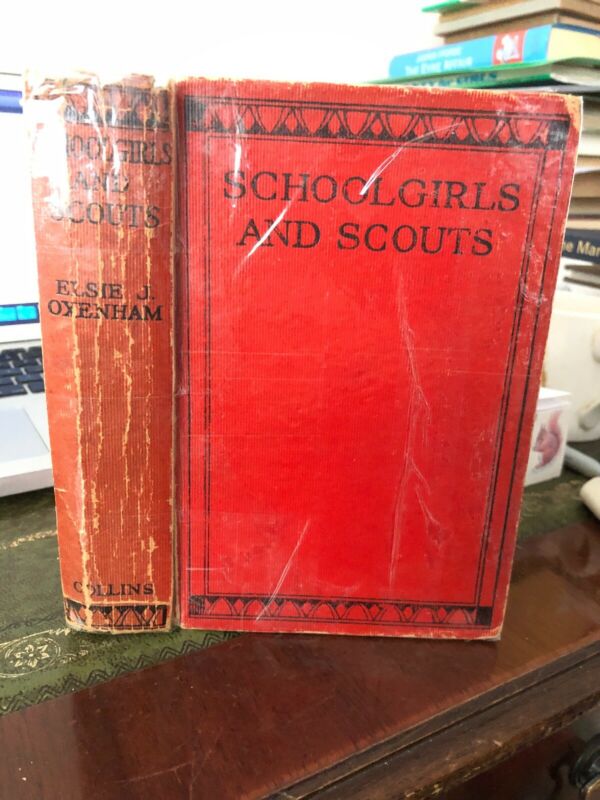 SCHOOLGIRLS
AND
SCOUTS
ELSIE J.
OXENHAM
COLLINS
SCHOOLGIRLS
AND SCOUTS